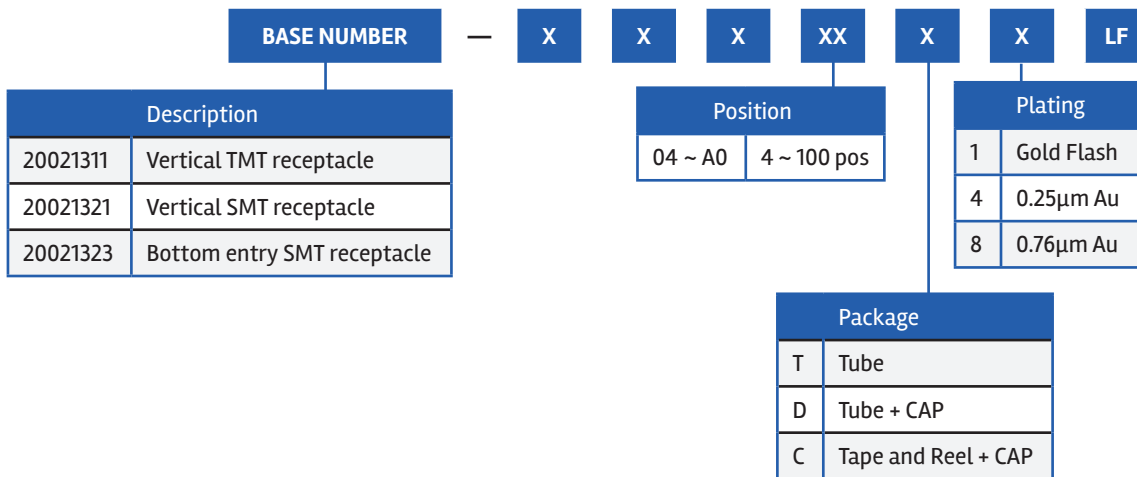 BASE NUMBER — X X X XX X X LF
Description
20021311 Vertical TMT receptacle
20021321 Vertical SMT receptacle
20021323 Bottom entry SMT receptacle
Position
04 ~ A0 4 ~ 100 pos
Plating
1 Gold Flash
4 0.25μm Au
8 0.76μm Au
Package
T Tube
D Tube + CAP
C Tape and Reel + CAP